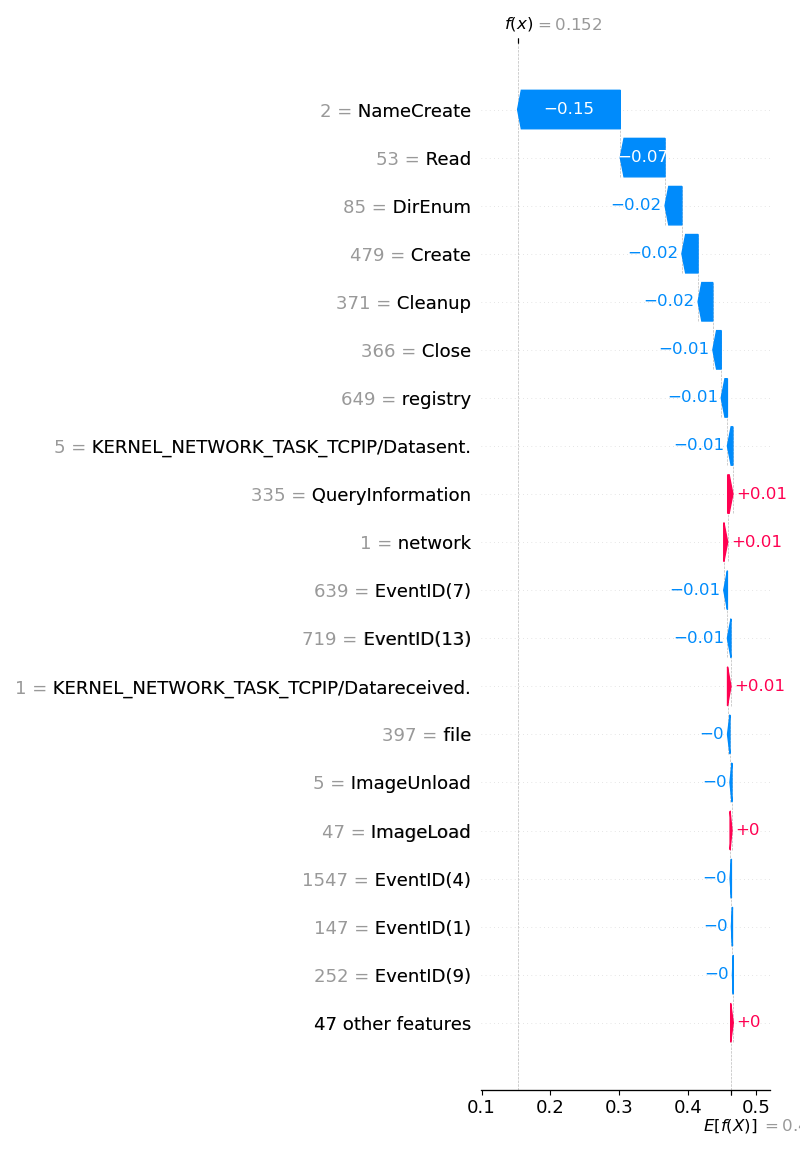 f(x) = 0.152
2 = NameCreate −0.15
53 = Read −0.07
85 = DirEnum −0.02
479 = Create −0.02
371 = Cleanup −0.02
366 = Close −0.01
649 = registry −0.01
5 = KERNEL_NETWORK_TASK_TCPIP/Datasent. −0.01
335 = QueryInformation +0.01
1 = network +0.01
639 = EventID(7) −0.01
719 = EventID(13) −0.01
1 = KERNEL_NETWORK_TASK_TCPIP/Datareceived. +0.01
397 = file −0
5 = ImageUnload −0
47 = ImageLoad +0
1547 = EventID(4) −0
147 = EventID(1) −0
252 = EventID(9) −0
47 other features +0
0.1 0.2 0.3 0.4 0.5
E[f(X)] = 0.4